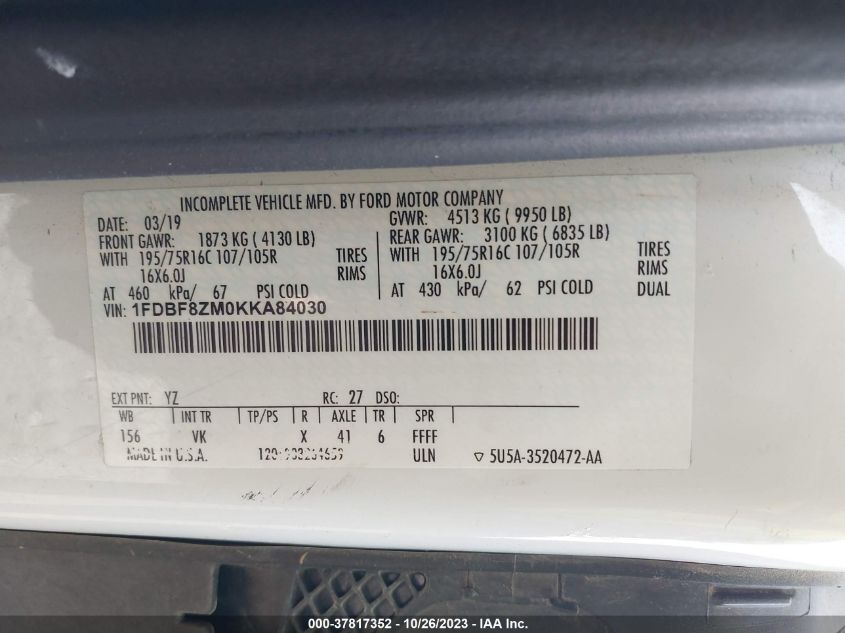 INCOMPLETE VEHICLE MFD. BY FORD MOTOR COMPANY
DATE: 03/19 GVWR: 4513 KG ( 9950 LB)
FRONT GAWR: 1873 KG ( 4130 LB) REAR GAWR: 3100 KG ( 6835 LB)
WITH 195/75R16C 107/105R TIRES WITH 195/75R16C 107/105R TIRES
16X6.0J RIMS 16X6.0J RIMS
AT 460 kPa/ 67 PSI COLD AT 430 kPa/ 62 PSI COLD DUAL
VIN: 1FDBF8ZM0KKA84030
EXT PNT: YZ RC: 27 DSO:
WB INT TR TP/PS R AXLE TR SPR
156 VK X 41 6 FFFF
MADE IN U.S.A. ULN ▽ 5U5A-3520472-AA
000-37817352 - 10/26/2023 - IAA Inc.